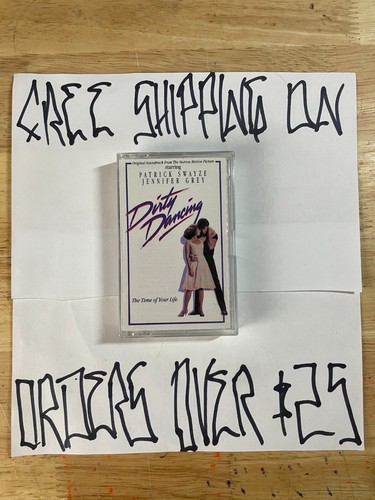 FREE SHIPPING ON
Original Soundtrack from The Vestron Motion Picture
starring
PATRICK SWAYZE
JENNIFER GREY
Dirty
Dancing
The Time of Your Life
ORDERS OVER $25